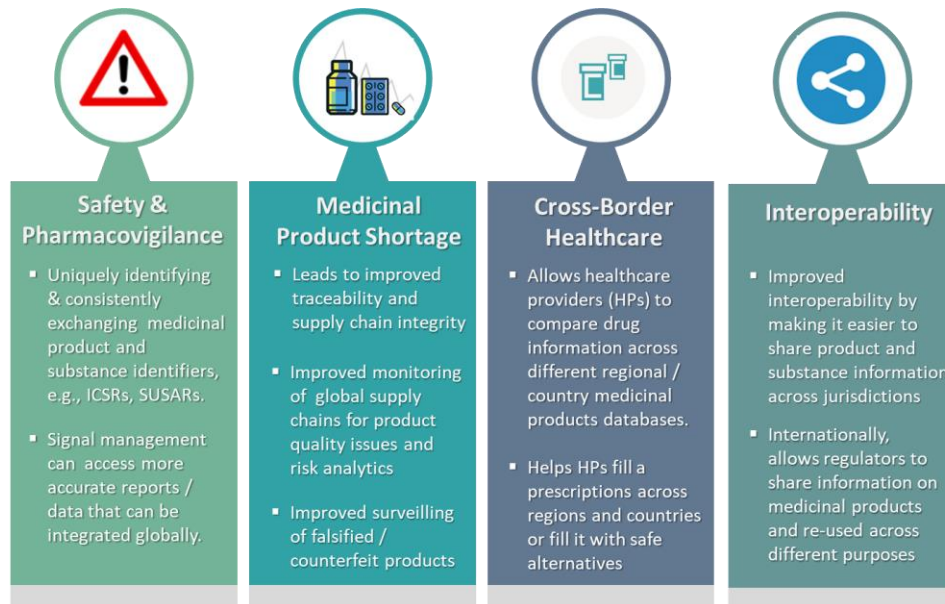 Safety &
Pharmacovigilance
▪ Uniquely identifying
& consistently
exchanging medicinal
product and
substance identifiers,
e.g., ICSRs, SUSARs.
▪ Signal management
can access more
accurate reports /
data that can be
integrated globally.
Medicinal
Product Shortage
▪ Leads to improved
traceability and
supply chain integrity
▪ Improved monitoring
of global supply
chains for product
quality issues and
risk analytics
▪ Improved surveilling
of falsified /
counterfeit products
Cross-Border
Healthcare
▪ Allows healthcare
providers (HPs) to
compare drug
information across
different regional /
country medicinal
products databases.
▪ Helps HPs fill a
prescriptions across
regions and countries
or fill it with safe
alternatives
Interoperability
▪ Improved
interoperability by
making it easier to
share product and
substance information
across jurisdictions
▪ Internationally,
allows regulators to
share information on
medicinal products
and re-used across
different purposes